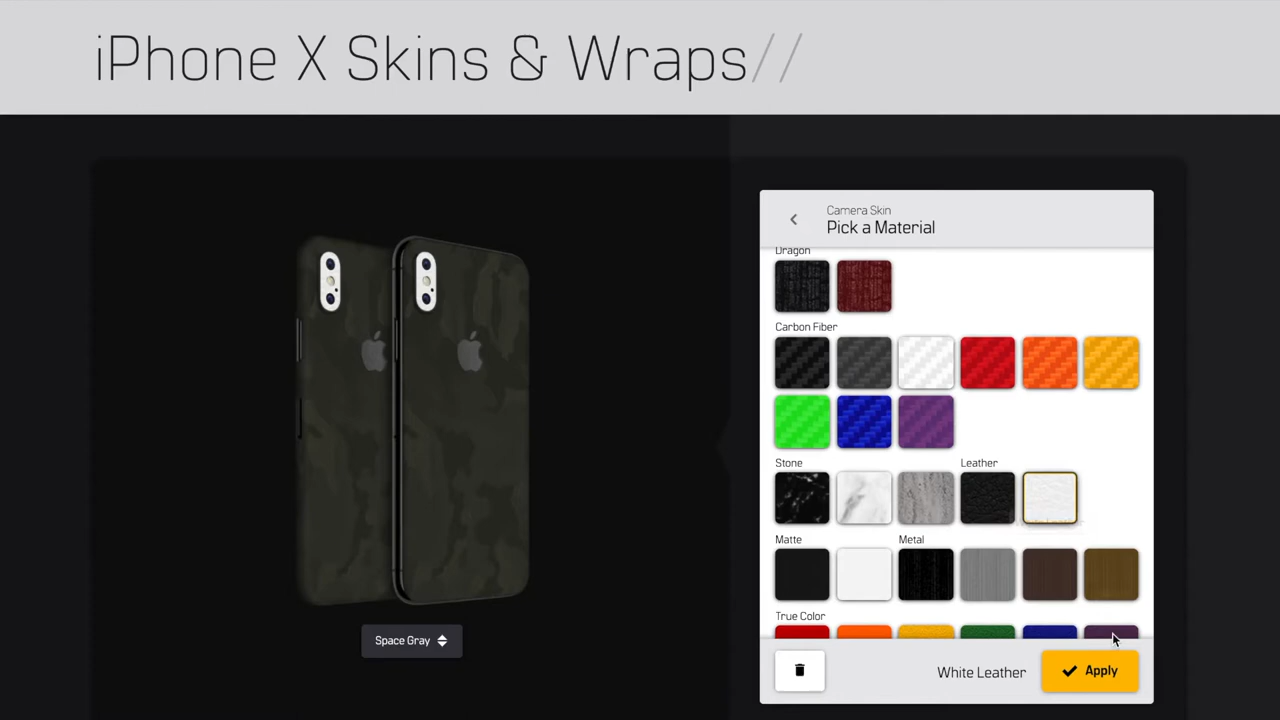 iPhone X Skins & Wraps//
Camera Skin
Pick a Material
Dragon
Carbon Fiber
Stone
Leather
Matte
Metal
True Color
Space Gray
White Leather
Apply